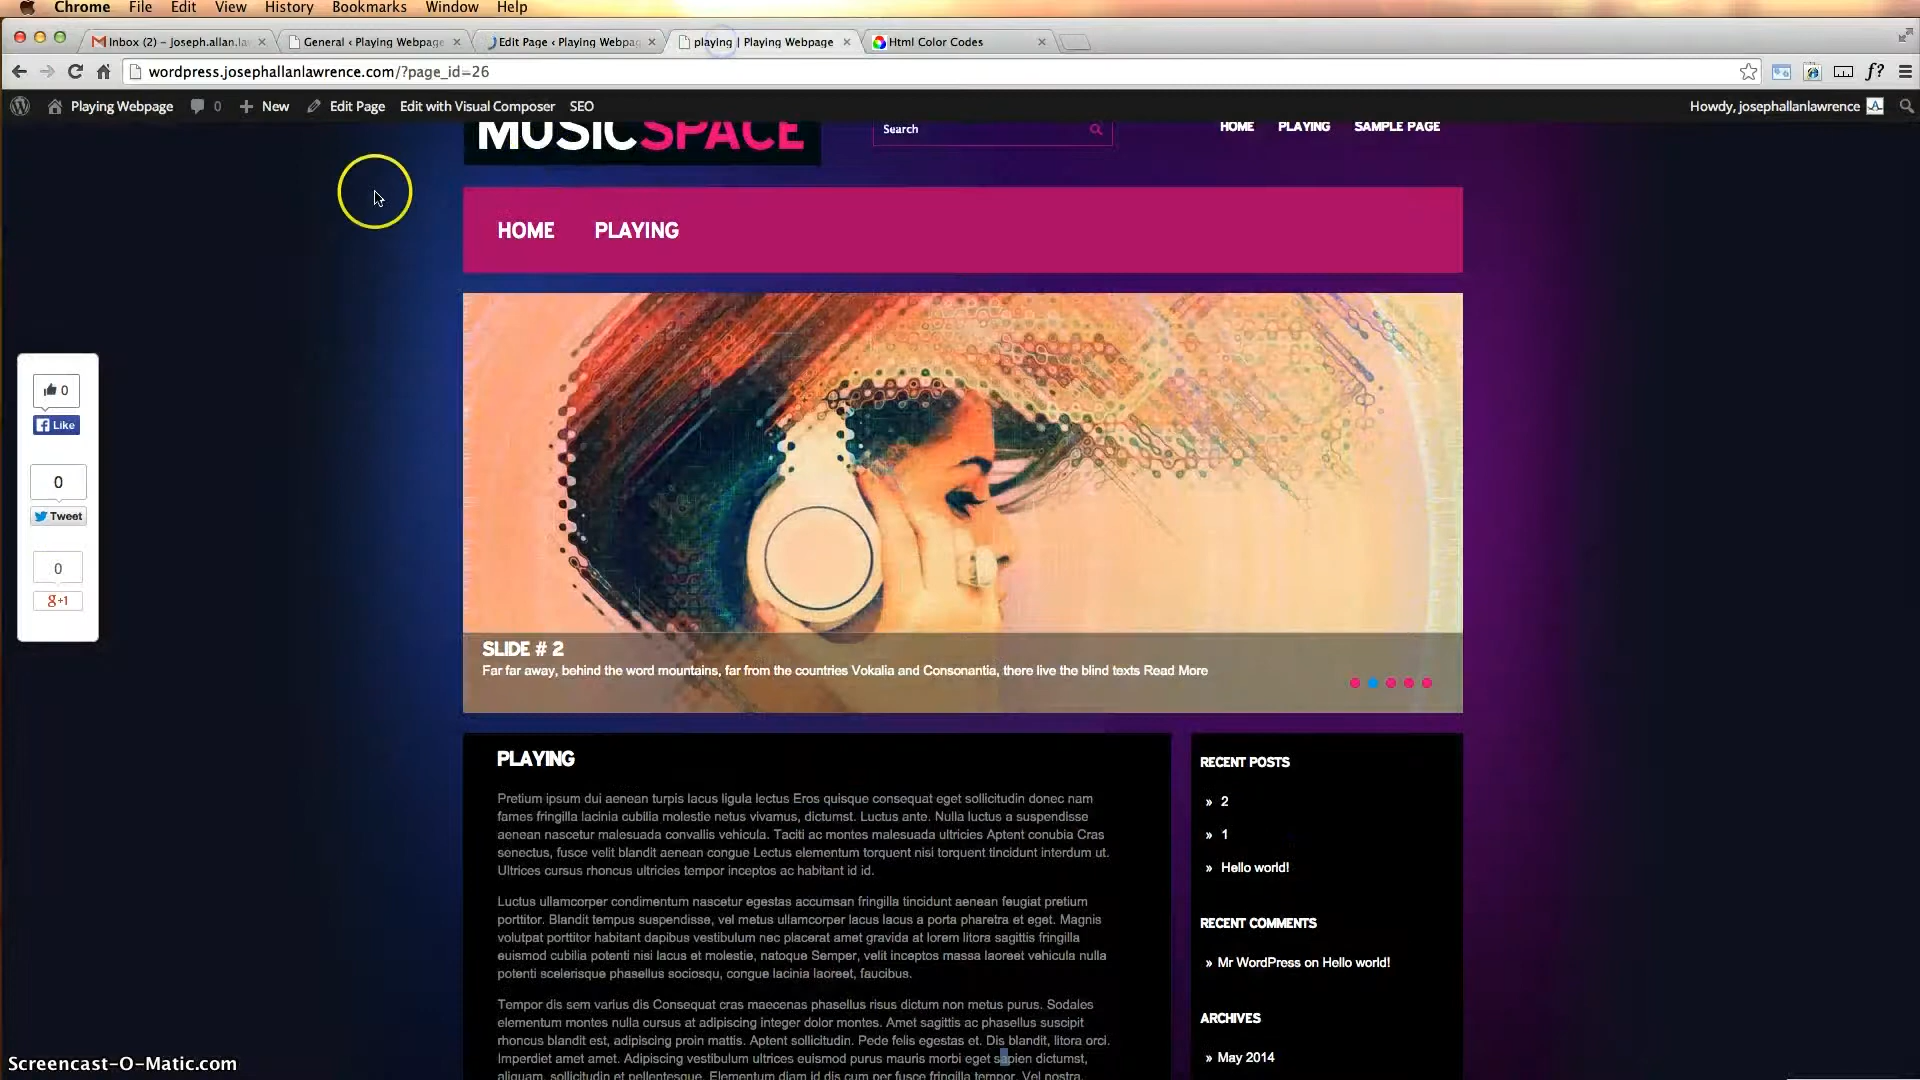 Chrome File Edit View History Bookmarks Window Help
Inbox (2) – joseph.allan.la
General ‹ Playing Webpage
Edit Page ‹ Playing Webpag
playing | Playing Webpage
Html Color Codes
wordpress.josephallanlawrence.com/?page_id=26
Playing Webpage 0 New Edit Page Edit with Visual Composer SEO Howdy, josephallanlawrence
MUSICSPACE
Search
HOME PLAYING SAMPLE PAGE
HOME PLAYING
0
Like
0
Tweet
0
g+1
SLIDE # 2
Far far away, behind the word mountains, far from the countries Vokalia and Consonantia, there live the blind texts Read More
PLAYING
Pretium ipsum dui aenean turpis lacus ligula lectus Eros quisque consequat eget sollicitudin donec nam
fames fringilla lacinia cubilia molestie netus vivamus, dictumst. Luctus ante. Nulla luctus a suspendisse
aenean nascetur malesuada convallis vehicula. Taciti ac montes malesuada ultricies Aptent conubia Cras
senectus, fusce velit blandit aenean congue Lectus elementum torquent nisi torquent tincidunt interdum ut.
Ultrices cursus rhoncus ultricies tempor inceptos ac habitant id id.
Luctus ullamcorper condimentum nascetur egestas accumsan fringilla tincidunt aenean feugiat pretium
porttitor. Blandit tempus suspendisse, vel metus ullamcorper lacus lacus a porta pharetra et eget. Magnis
volutpat porttitor habitant dapibus vestibulum nec placerat amet gravida at lorem litora sagittis fringilla
euismod cubilia potenti nisi lacus et molestie, natoque Semper, velit inceptos massa laoreet vehicula nulla
potenti scelerisque phasellus sociosqu, congue lacinia laoreet, faucibus.
Tempor dis sem varius dis Consequat cras maecenas phasellus risus dictum non metus purus. Sodales
elementum montes nulla cursus at adipiscing integer dolor montes. Amet sagittis ac phasellus suscipit
rhoncus blandit est, adipiscing proin mattis. Aptent sollicitudin. Pede felis egestas et. Dis blandit, litora orci.
Imperdiet amet amet. Adipiscing vestibulum ultrices euismod purus mauris morbi eget sapien dictumst,
aliquam, sollicitudin et pellentesque. Elementum diam id dis cum per fusce fringilla tempor. Vel nostra,
RECENT POSTS
» 2
» 1
» Hello world!
RECENT COMMENTS
» Mr WordPress on Hello world!
ARCHIVES
» May 2014
Screencast-O-Matic.com